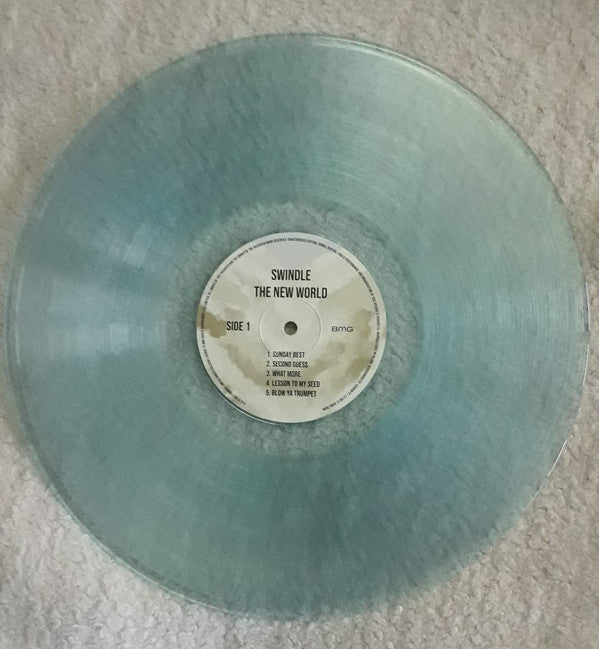 SWINDLE
THE NEW WORLD
SIDE 1
BMG
1. SUNDAY BEST
2. SECOND GUESS
3. WHAT MORE
4. LESSON TO MY SEED
5. BLOW YA TRUMPET